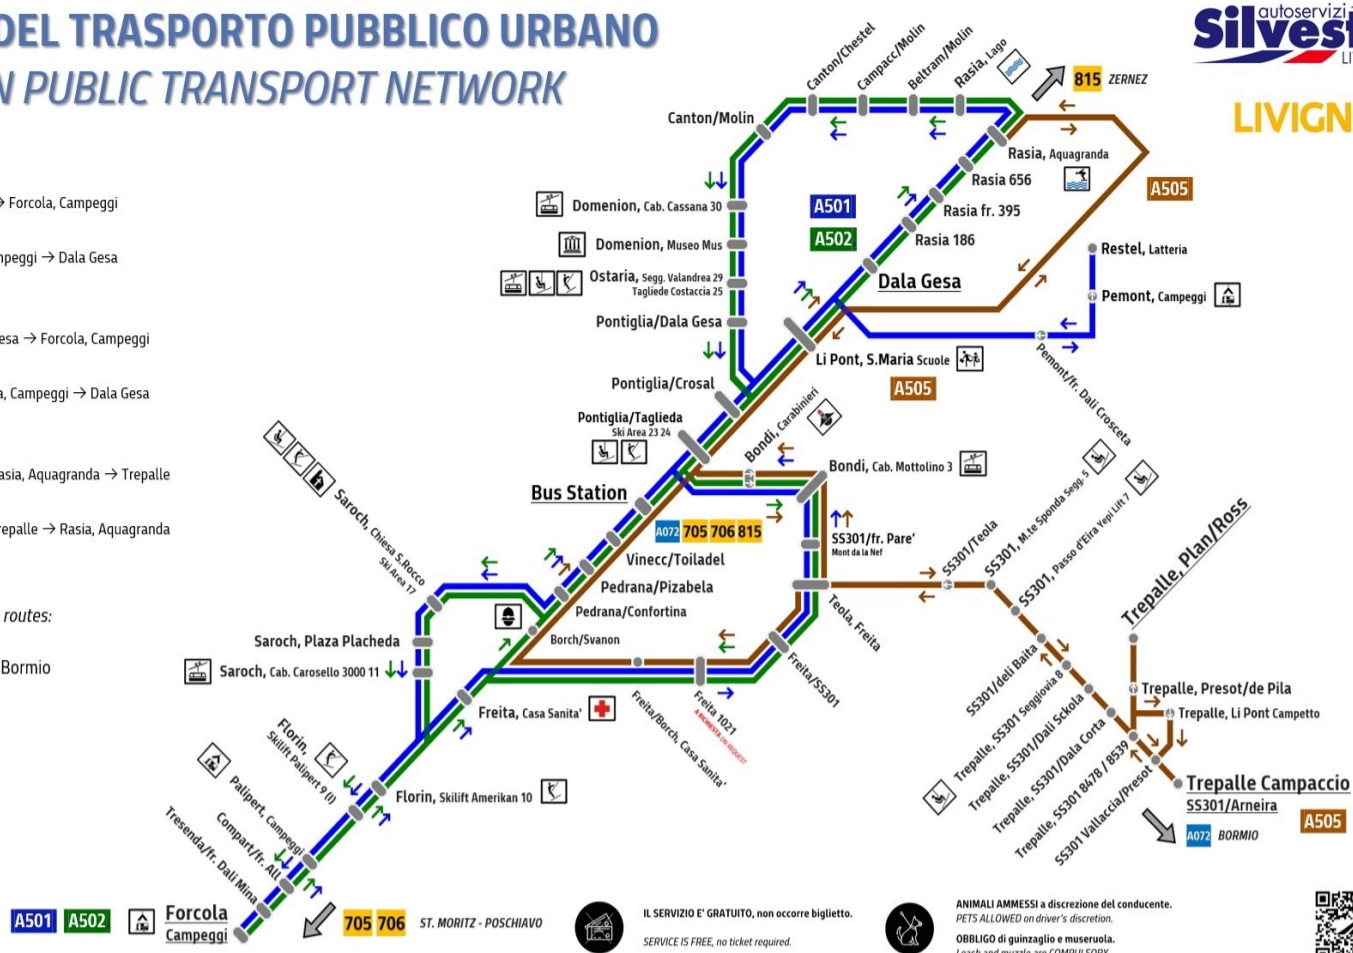 DEL TRASPORTO PUBBLICO URBANO
PUBLIC TRANSPORT NETWORK
autoservizi
Silvest
LIVIGN
→ Forcola, Campeggi
→ Dala Gesa
→ Forcola, Campeggi
Campeggi → Dala Gesa
Aquagranda → Trepalle
→ Rasia, Aquagranda
routes:
Bormio
Canton/Chestel
Campacc/Molin
Beltram/Molin
Rasia, Lago
815 ZERNEZ
Canton/Molin
Rasia, Aquagranda
Rasia 656
A505
Domenion, Cab. Cassana 30
A501
Rasia fr. 395
A502
Rasia 186
Domenion, Museo Mus
Restel, Latteria
Ostaria, Segg. Valandrea 29
Tagliede Costaccia 25
Dala Gesa
Pemont, Campeggi
Pontiglia/Dala Gesa
Li Pont, S.Maria Scuole
Pemont/fr. Dali Crosceta
A505
Pontiglia/Crosal
Pontiglia/Taglieda
Ski Area 23 24
Bondi, Carabinieri
Bondi, Cab. Mottolino 3
Bus Station
A072 705 706 815
SS301/fr. Pare'
Mont da la Nef
Vinecc/Toiladel
Pedrana/Pizabela
Pedrana/Confortina
Borch/Svanon
Saroch, Chiesa S.Rocco
Ski Area 17
Saroch, Plaza Placheda
Saroch, Cab. Carosello 3000 11
Teola, Freita
SS301/Teola
SS301, M.te Sponda Segg. 5
SS301, Passo d'Eira Yepi Lift 7
Trepalle, Plan/Ross
Freita/SS301
Freita 1021
A RICHIESTA ON REQUEST
Freita/Borch, Casa Sanita'
Freita, Casa Sanita'
SS301/deli Baita
Trepalle, SS301 Seggiovia 8
Trepalle, SS301/Dali Sckola
Trepalle, SS301/Dala Corta
Trepalle, SS301 8478 / 8539
SS301 Vallaccia/Presot
Trepalle, Presot/de Pila
Trepalle, Li Pont Campetto
Trepalle Campaccio
SS301/Arneira
A505
A072 BORMIO
Florin,
Skilift Palipert 9 (I)
Florin, Skilift Amerikan 10
Palipert, Campeggi
Compart/fr. All
Tresenda/fr. Dali Mina
A501 A502
Forcola
Campeggi
705 706 ST. MORITZ - POSCHIAVO
IL SERVIZIO E' GRATUITO, non occorre biglietto.
SERVICE IS FREE, no ticket required.
ANIMALI AMMESSI a discrezione del conducente.
PETS ALLOWED on driver's discretion.
OBBLIGO di guinzaglio e museruola.
Leash and muzzle are COMPULSORY